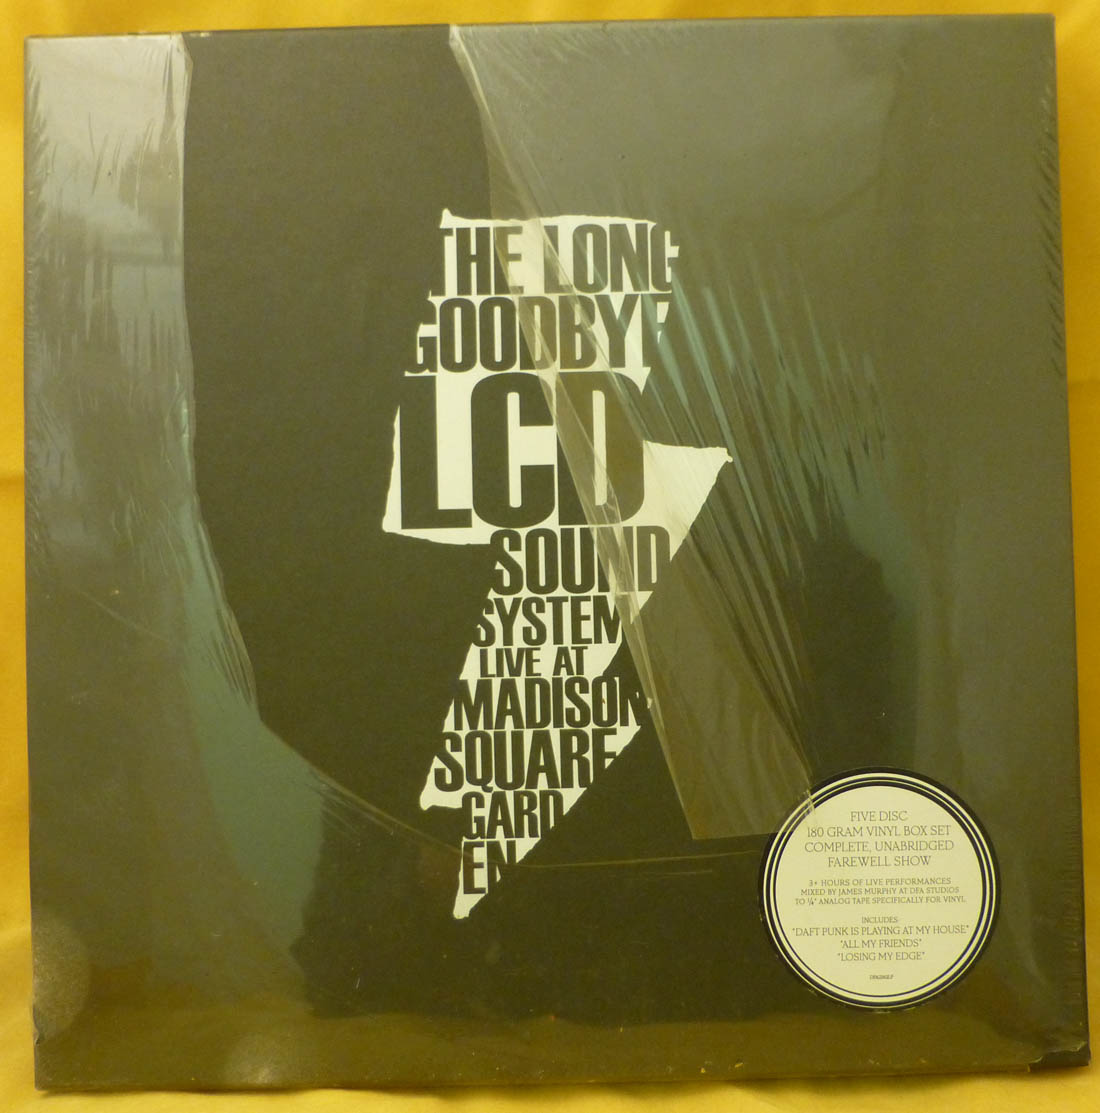 THE LONG
GOODBYE
LCD
SOUND
SYSTEM
LIVE AT
MADISON
SQUARE
GARD
EN
FIVE DISC
180 GRAM VINYL BOX SET
COMPLETE, UNABRIDGED
FAREWELL SHOW
3+ HOURS OF LIVE PERFORMANCES
MIXED BY JAMES MURPHY AT DFA STUDIOS
TO ¼" ANALOG TAPE SPECIFICALLY FOR VINYL
INCLUDES-
"DAFT PUNK IS PLAYING AT MY HOUSE"
"ALL MY FRIENDS"
"LOSING MY EDGE"